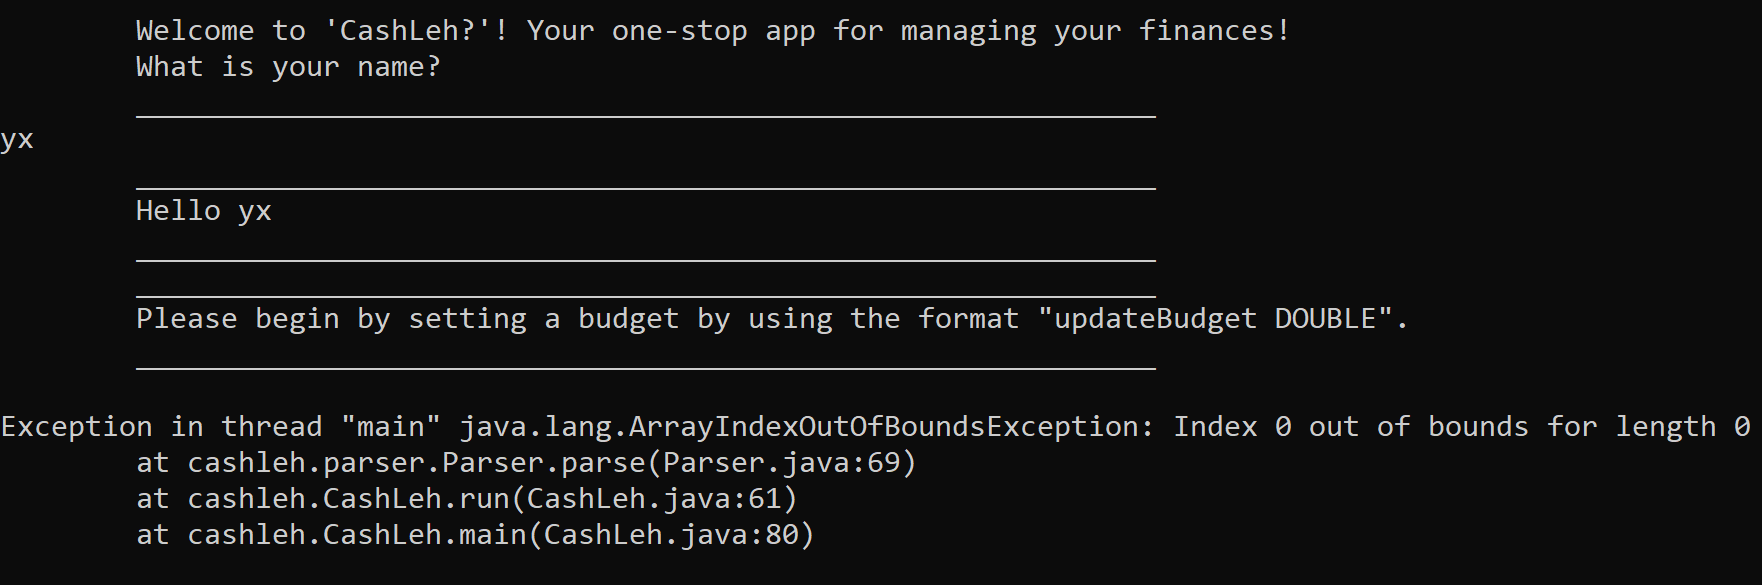 Welcome to 'CashLeh?'! Your one-stop app for managing your finances!
What is your name?
____________________________________________________________
yx
____________________________________________________________
Hello yx
____________________________________________________________
____________________________________________________________
Please begin by setting a budget by using the format "updateBudget DOUBLE".
____________________________________________________________
Exception in thread "main" java.lang.ArrayIndexOutOfBoundsException: Index 0 out of bounds for length 0
at cashleh.parser.Parser.parse(Parser.java:69)
at cashleh.CashLeh.run(CashLeh.java:61)
at cashleh.CashLeh.main(CashLeh.java:80)